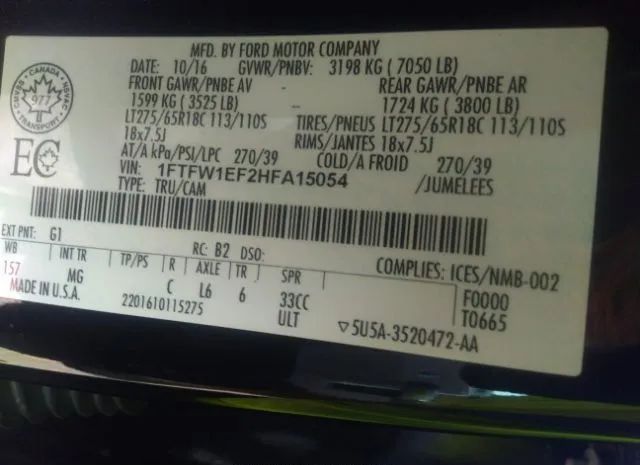 MFD. BY FORD MOTOR COMPANY
DATE: 10/16 GVWR/PNBV: 3198 KG ( 7050 LB)
FRONT GAWR/PNBE AV REAR GAWR/PNBE AR
1599 KG ( 3525 LB) 1724 KG ( 3800 LB)
LT275/65R18C 113/110S TIRES/PNEUS LT275/65R18C 113/110S
18x7.5J RIMS/JANTES 18x7.5J
AT/A kPa/PSI/LPC 270/39 COLD/A FROID 270/39
VIN: 1FTFW1EF2HFA15054 /JUMELEES
TYPE: TRU/CAM
CANADA
977
TRANSPORT
EC
EXT PNT: G1 RC: B2 DSO: COMPLIES: ICES/NMB-002
WB INT TR TP/PS R AXLE TR SPR F0000
157 MG C L6 6 33CC T0665
MADE IN U.S.A. 2201610115275 ULT
5U5A-3520472-AA